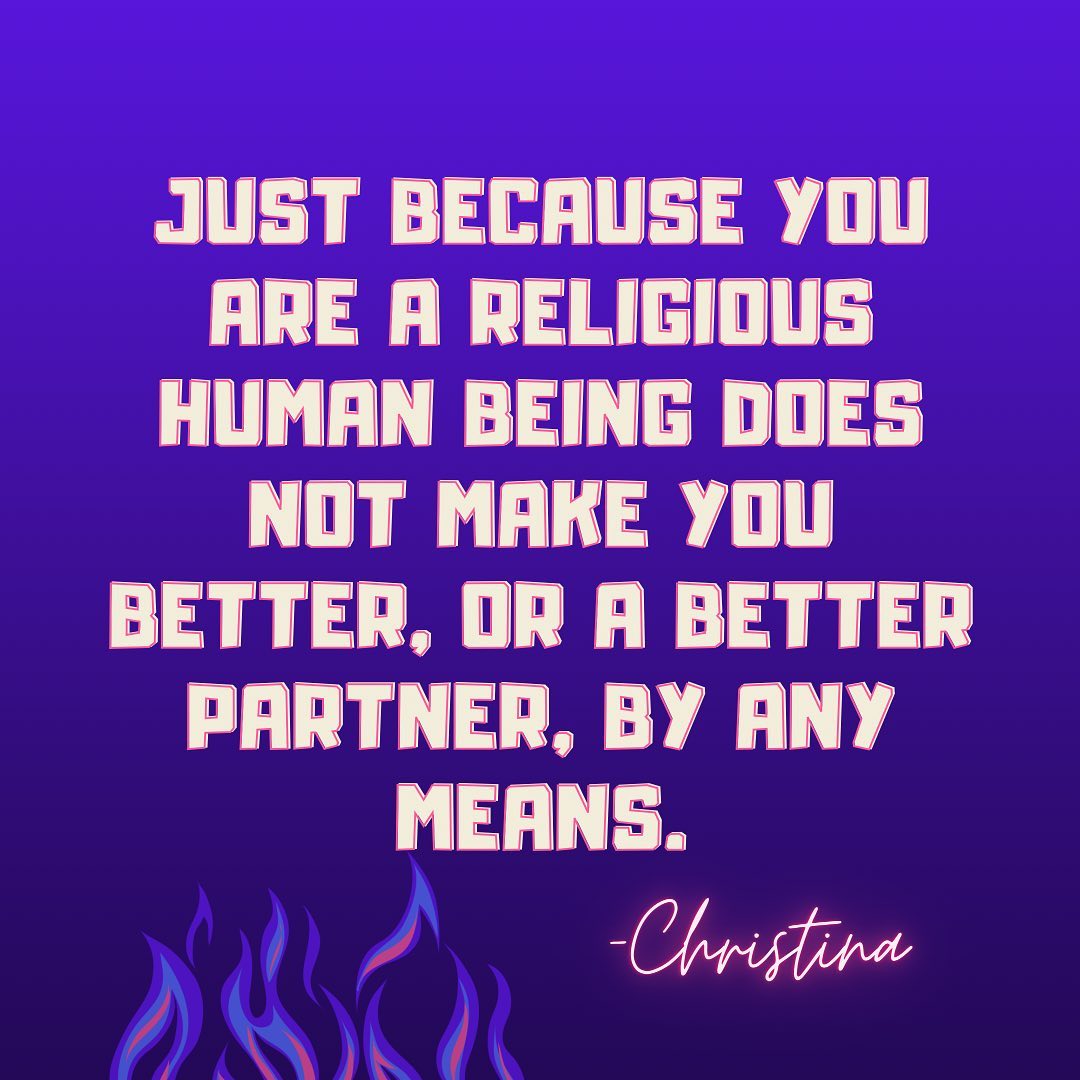 JUST BECAUSE YOU
ARE A RELIGIOUS
HUMAN BEING DOES
NOT MAKE YOU
BETTER, OR A BETTER
PARTNER, BY ANY
MEANS.
-Christina